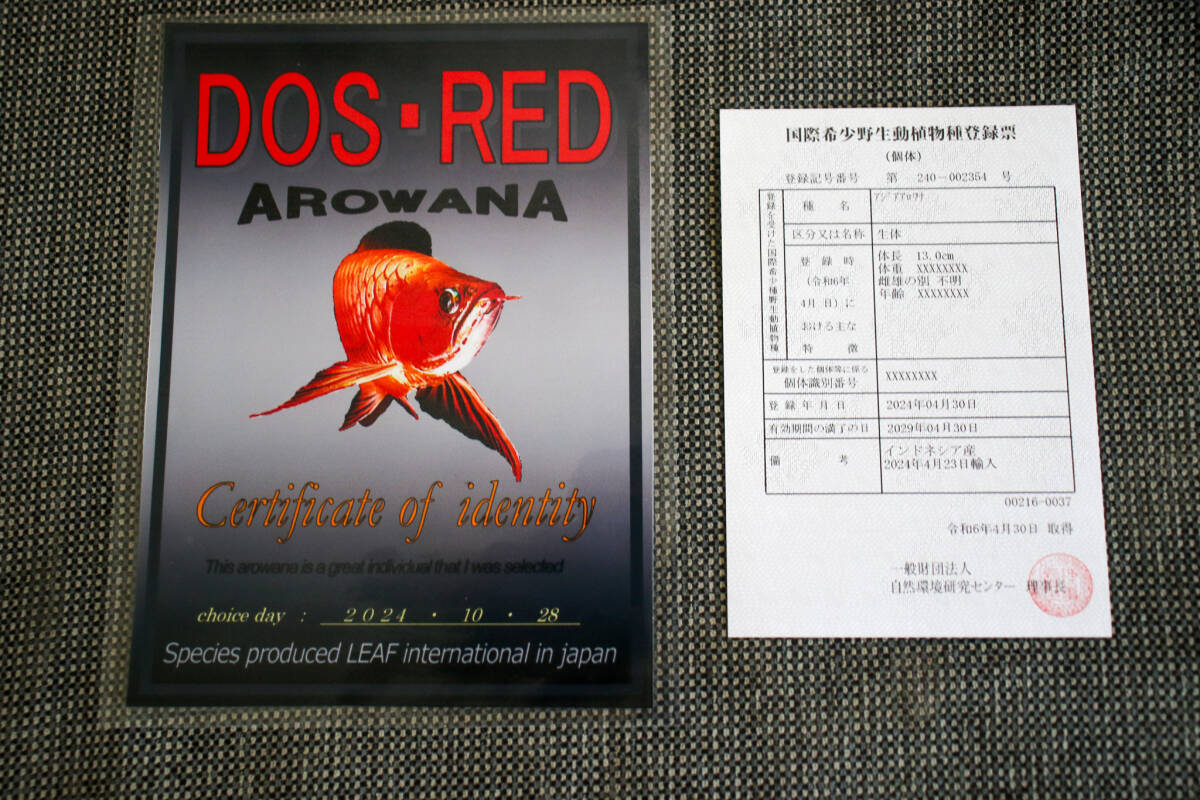 DOS・RED
AROWANA
Certificate of identity
This arowana is a great individual that I was selected
choice day : 2024 ・ 10 ・ 28
Species produced LEAF international in japan
国際希少野生動植物種登録票
(個体)
登録記号番号 第 240-002354 号
登録を受けた国際希少種野生動植物種
種 名 アジアアロワナ
区分又は名称 生体
登録時
(令和6年
4月 日)に
おける主な
特 徴
体長 13.0cm
体重 XXXXXXXX
雌雄の別 不明
年齢 XXXXXXXX
登録をした個体等に係る
個体識別番号 XXXXXXXX
登録年月日 2024年04月30日
有効期間の満了の日 2029年04月30日
備 考
インドネシア産
2024年4月23日輸入
00216-0037
令和6年4月30日 取得
一般財団法人
自然環境研究センター 理事長